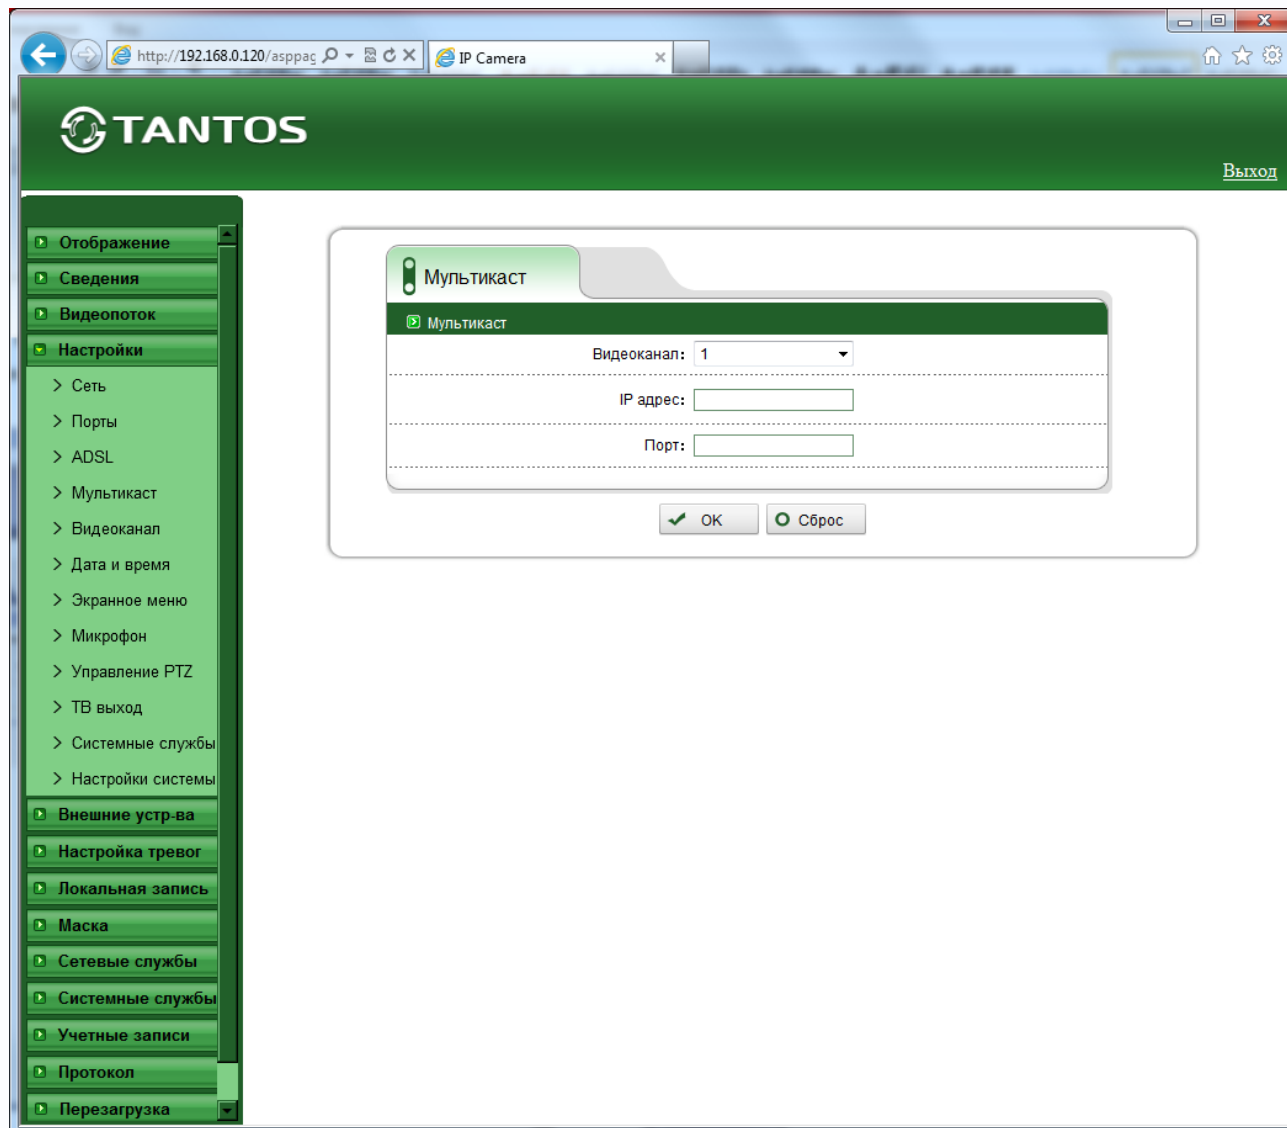 http://192.168.0.120/asppag
IP Camera
TANTOS
Выход
Отображение
Сведения
Видеопоток
Настройки
Сеть
Порты
ADSL
Мультикаст
Видеоканал
Дата и время
Экранное меню
Микрофон
Управление PTZ
ТВ выход
Системные службы
Настройки системы
Внешние устр-ва
Настройка тревог
Локальная запись
Маска
Сетевые службы
Системные службы
Учетные записи
Протокол
Перезагрузка
Мультикаст
Мультикаст
Видеоканал: 1
IP адрес:
Порт:
OK
Сброс